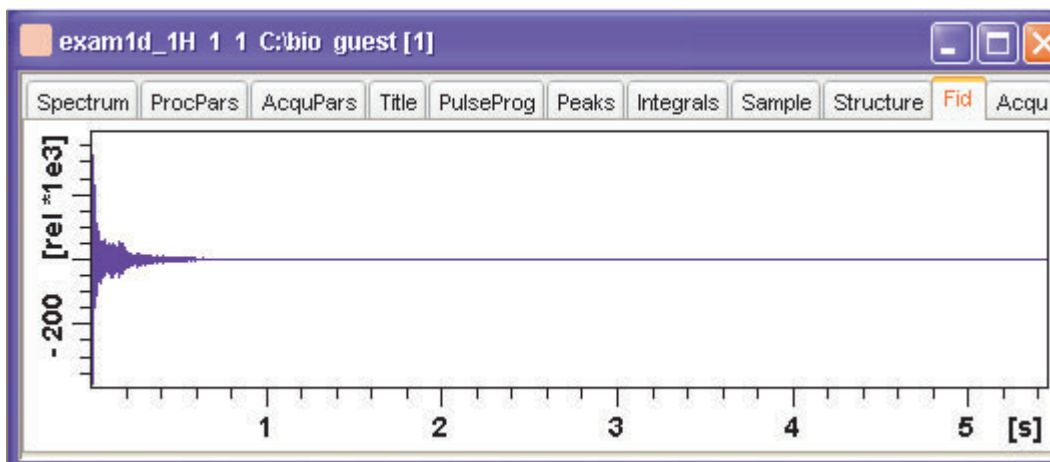 exam1d_1H 1 1 C:\bio guest [1]
Spectrum ProcPars AcquPars Title PulseProg Peaks Integrals Sample Structure Fid Acqu
[rel *1e3]
- 200
1 2 3 4 5 [s]